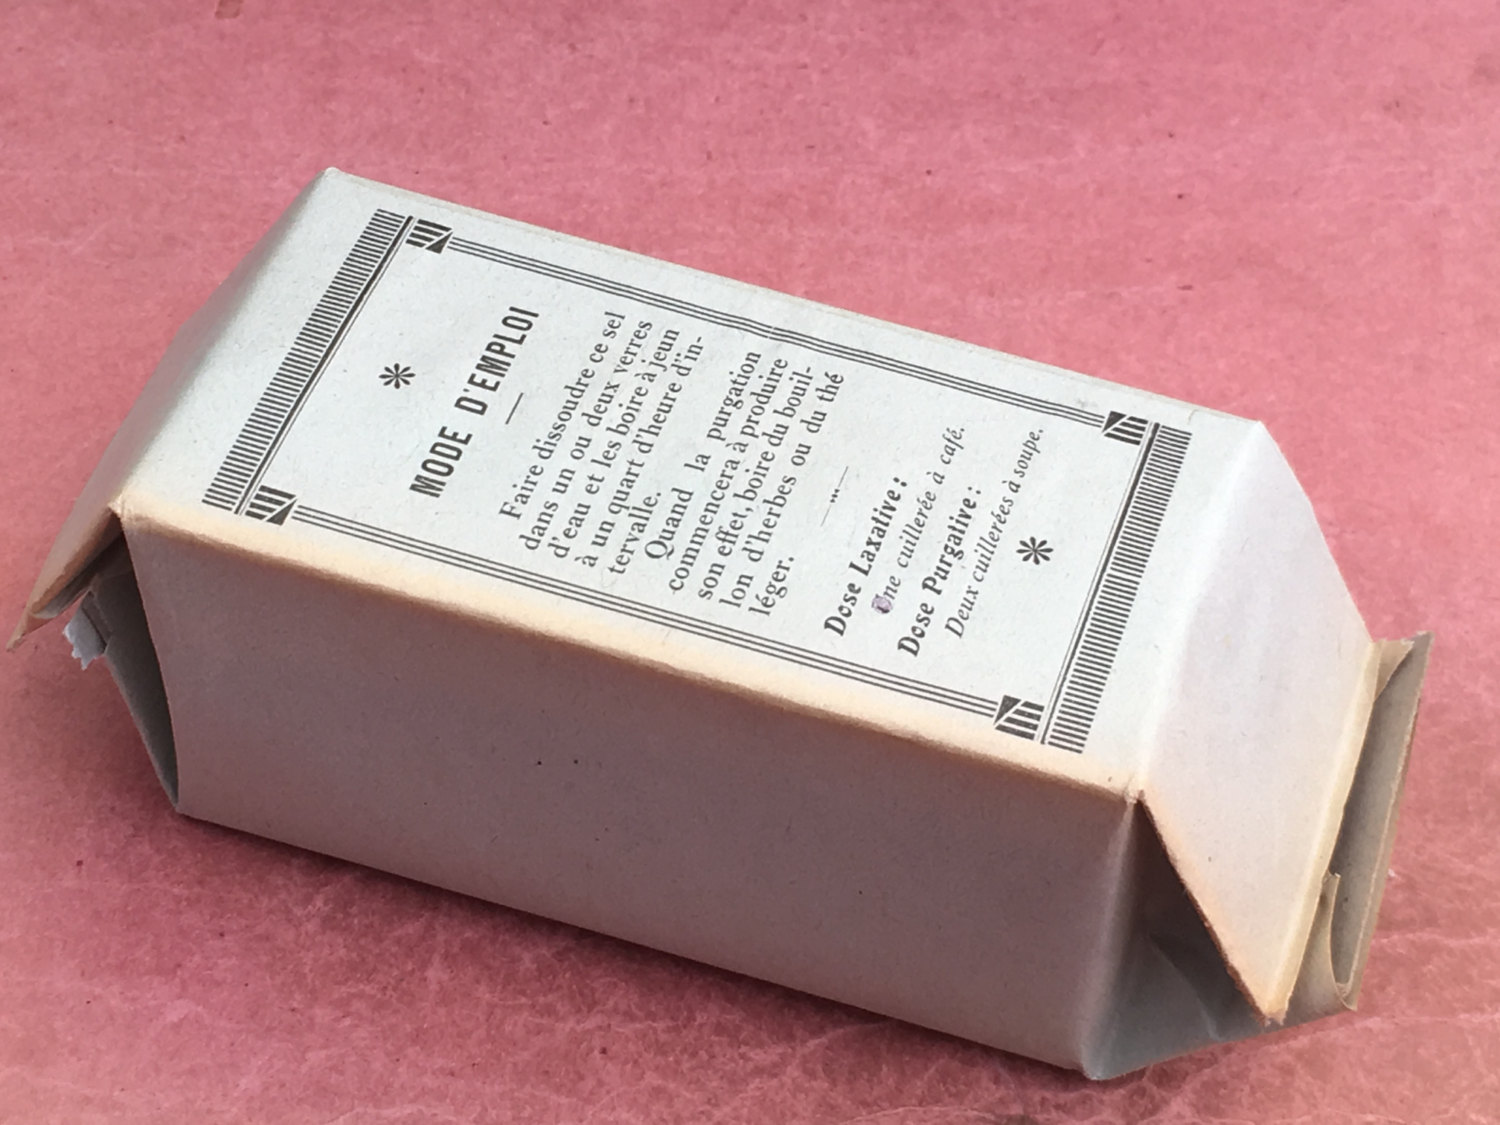 MODE D'EMPLOI
Faire dissoudre ce sel
dans un ou deux verres
d'eau et les boire à jeun
à un quart d'heure d'in-
tervalle.
Quand la purgation
commencera à produire
son effet, boire du bouil-
lon d'herbes ou du thé
léger.
Dose Laxative :
Une cuillerée à café.
Dose Purgative :
Deux cuillerées à soupe.